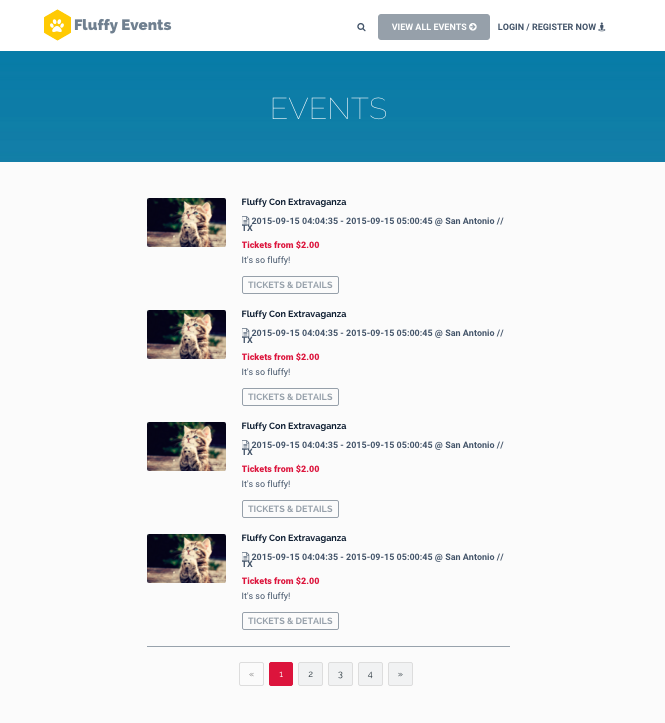 Fluffy Events
VIEW ALL EVENTS
LOGIN / REGISTER NOW
EVENTS
Fluffy Con Extravaganza
2015-09-15 04:04:35 - 2015-09-15 05:00:45 @ San Antonio //
TX
Tickets from $2.00
It's so fluffy!
TICKETS & DETAILS
Fluffy Con Extravaganza
2015-09-15 04:04:35 - 2015-09-15 05:00:45 @ San Antonio //
TX
Tickets from $2.00
It's so fluffy!
TICKETS & DETAILS
Fluffy Con Extravaganza
2015-09-15 04:04:35 - 2015-09-15 05:00:45 @ San Antonio //
TX
Tickets from $2.00
It's so fluffy!
TICKETS & DETAILS
Fluffy Con Extravaganza
2015-09-15 04:04:35 - 2015-09-15 05:00:45 @ San Antonio //
TX
Tickets from $2.00
It's so fluffy!
TICKETS & DETAILS
« 1 2 3 4 »